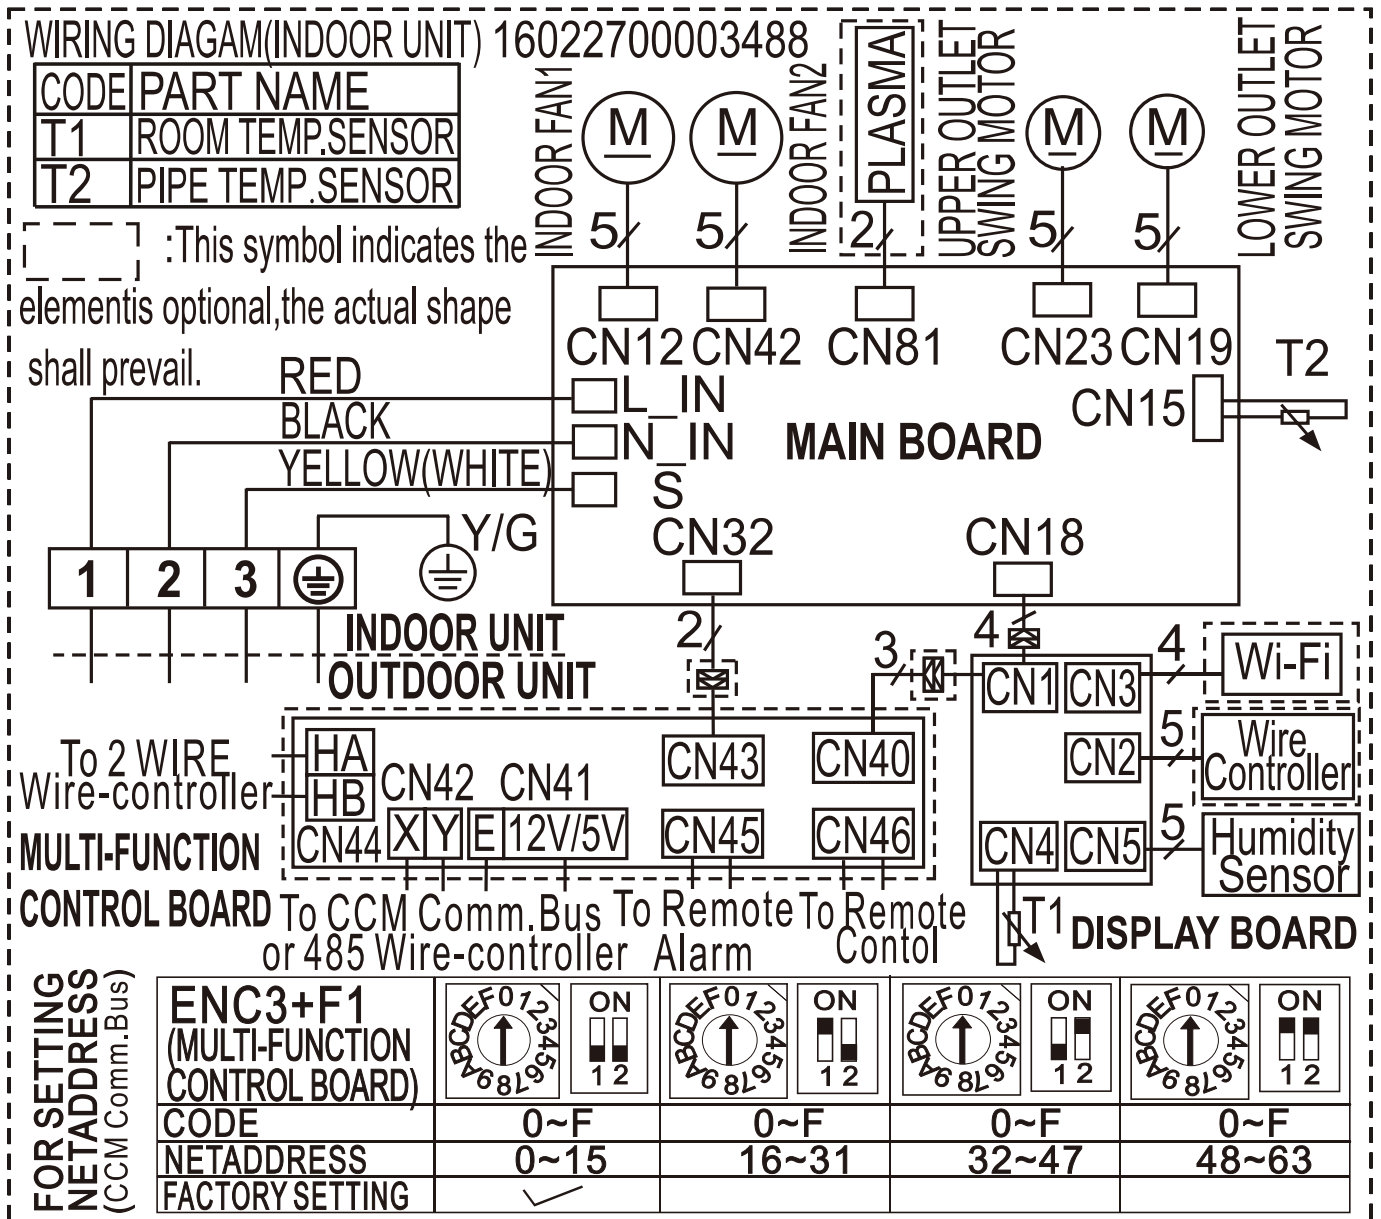 WIRING DIAGAM(INDOOR UNIT) 16022700003488
CODE PART NAME
T1 ROOM TEMP.SENSOR
T2 PIPE TEMP.SENSOR
:This symbol indicates the
elementis optional,the actual shape
shall prevail.
INDOOR FAN1
M
M
INDOOR FAN2
PLASMA
UPPER OUTLET
SWING MOTOR
M
M
LOWER OUTLET
SWING MOTOR
5 5 2 5 5
CN12 CN42 CN81 CN23 CN19
RED
L_IN
BLACK
N_IN
YELLOW(WHITE)
S
MAIN BOARD
CN15
T2
Y/G
CN32
CN18
1 2 3
INDOOR UNIT
OUTDOOR UNIT
2
3
4
4
5
5
CN1 CN3 Wi-Fi
CN2
Wire
Controller
CN4 CN5
Humidity
Sensor
T1
DISPLAY BOARD
To 2 WIRE
Wire-controller
HA
HB
CN44
CN42
X Y
CN41
E 12V/5V
CN43
CN40
CN45
CN46
MULTI-FUNCTION
CONTROL BOARD
To CCM Comm.Bus
or 485 Wire-controller
To Remote
Alarm
To Remote
Contol
FOR SETTING
NETADDRESS
(CCM Comm.Bus)
ENC3+F1
(MULTI-FUNCTION
CONTROL BOARD)
0123456789ABCDEF
ON
1 2
0123456789ABCDEF
ON
1 2
0123456789ABCDEF
ON
1 2
0123456789ABCDEF
ON
1 2
CODE 0~F 0~F 0~F 0~F
NETADDRESS 0~15 16~31 32~47 48~63
FACTORY SETTING